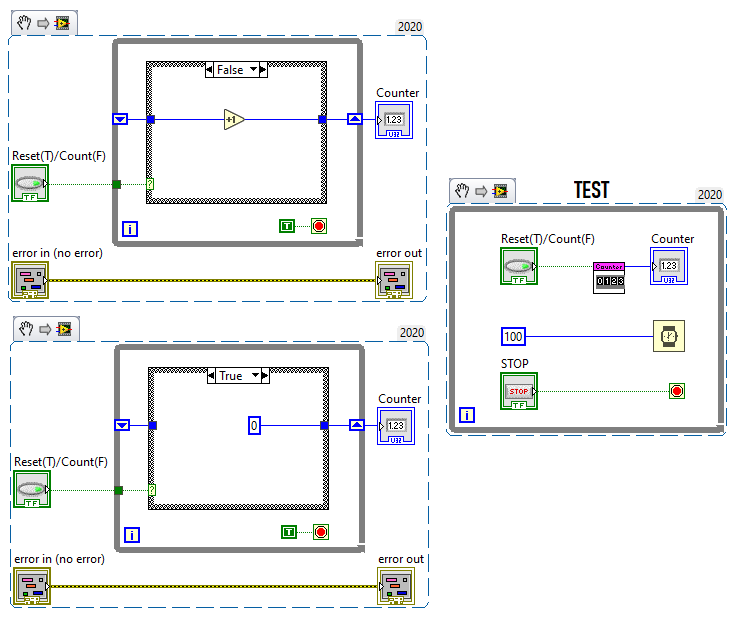 2020
False
Counter
+1
1.23
U32
Reset(T)/Count(F)
TF
?
i
T
error in (no error)
error out
2020
True
Counter
0
1.23
U32
Reset(T)/Count(F)
TF
?
i
T
error in (no error)
error out
TEST
2020
Reset(T)/Count(F)
Counter
TF
Counter
0123
1.23
U32
100
STOP
STOP
TF
i